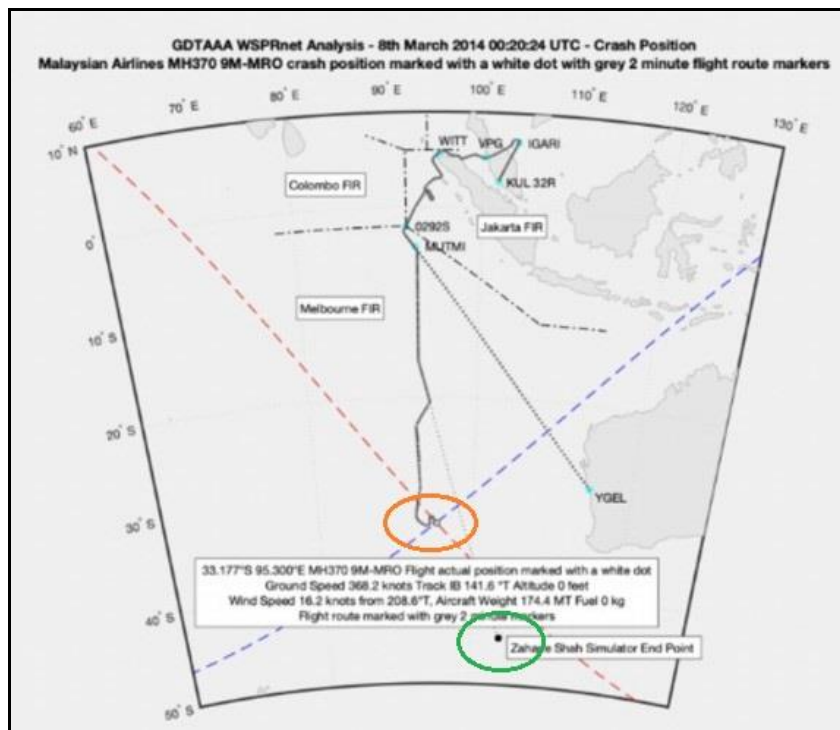 GDTAAA WSPRnet Analysis - 8th March 2014 00:20:24 UTC - Crash Position
Malaysian Airlines MH370 9M-MRO crash position marked with a white dot with grey 2 minute flight route markers
60° E
70° E
80° E
90° E
100° E
110° E
120° E
130° E
10° N
WITT
VPG
IGARI
Colombo FIR
KUL 32R
0292S
Jakarta FIR
0°
MUTMI
Melbourne FIR
10° S
20° S
YGEL
30° S
33.177°S 95.300°E MH370 9M-MRO Flight actual position marked with a white dot
Ground Speed 368.2 knots Track IB 141.6 °T Altitude 0 feet
Wind Speed 16.2 knots from 208.6°T, Aircraft Weight 174.4 MT Fuel 0 kg
Flight route marked with grey 2 minute markers
40° S
Zaharie Shah Simulator End Point
50° S